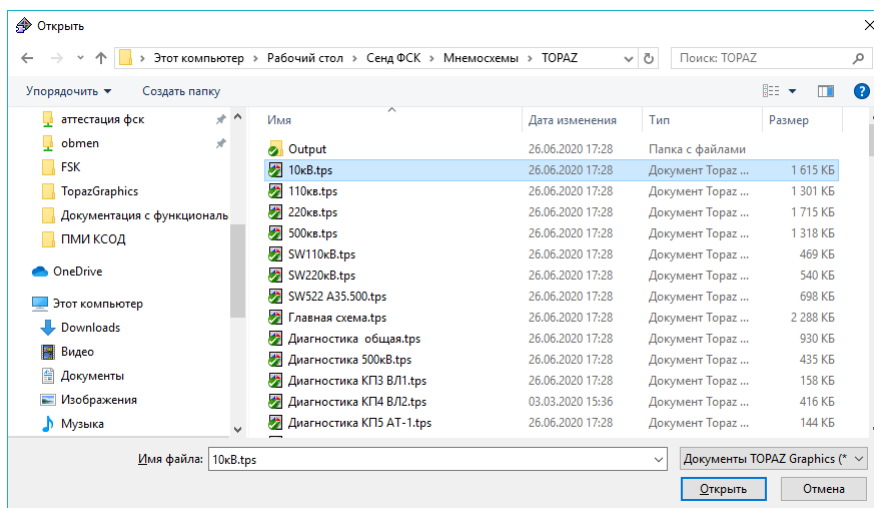 Открыть
Этот компьютер > Рабочий стол > Сенд ФСК > Мнемосхемы > TOPAZ
Поиск: TOPAZ
Упорядочить Создать папку
аттестация фск
obmen
FSK
TopazGraphics
Документация с функциональ
ПМИ КСОД
OneDrive
Этот компьютер
Downloads
Видео
Документы
Изображения
Музыка
Имя Дата изменения Тип Размер
Output 26.06.2020 17:28 Папка с файлами
10кВ.tps 26.06.2020 17:28 Документ Topaz ... 1 615 КБ
110кв.tps 26.06.2020 17:28 Документ Topaz ... 1 301 КБ
220кв.tps 26.06.2020 17:28 Документ Topaz ... 1 715 КБ
500кв.tps 26.06.2020 17:28 Документ Topaz ... 1 318 КБ
SW110кВ.tps 26.06.2020 17:28 Документ Topaz ... 469 КБ
SW220кВ.tps 26.06.2020 17:28 Документ Topaz ... 540 КБ
SW522 A35.500.tps 26.06.2020 17:28 Документ Topaz ... 698 КБ
Главная схема.tps 26.06.2020 17:28 Документ Topaz ... 2 288 КБ
Диагностика общая.tps 26.06.2020 17:28 Документ Topaz ... 930 КБ
Диагностика 500кВ.tps 26.06.2020 17:28 Документ Topaz ... 435 КБ
Диагностика КП3 ВЛ1.tps 26.06.2020 17:28 Документ Topaz ... 158 КБ
Диагностика КП4 ВЛ2.tps 03.03.2020 15:36 Документ Topaz ... 416 КБ
Диагностика КП5 АТ-1.tps 26.06.2020 17:28 Документ Topaz ... 144 КБ
Имя файла: 10кВ.tps
Документы TOPAZ Graphics (*
Открыть Отмена